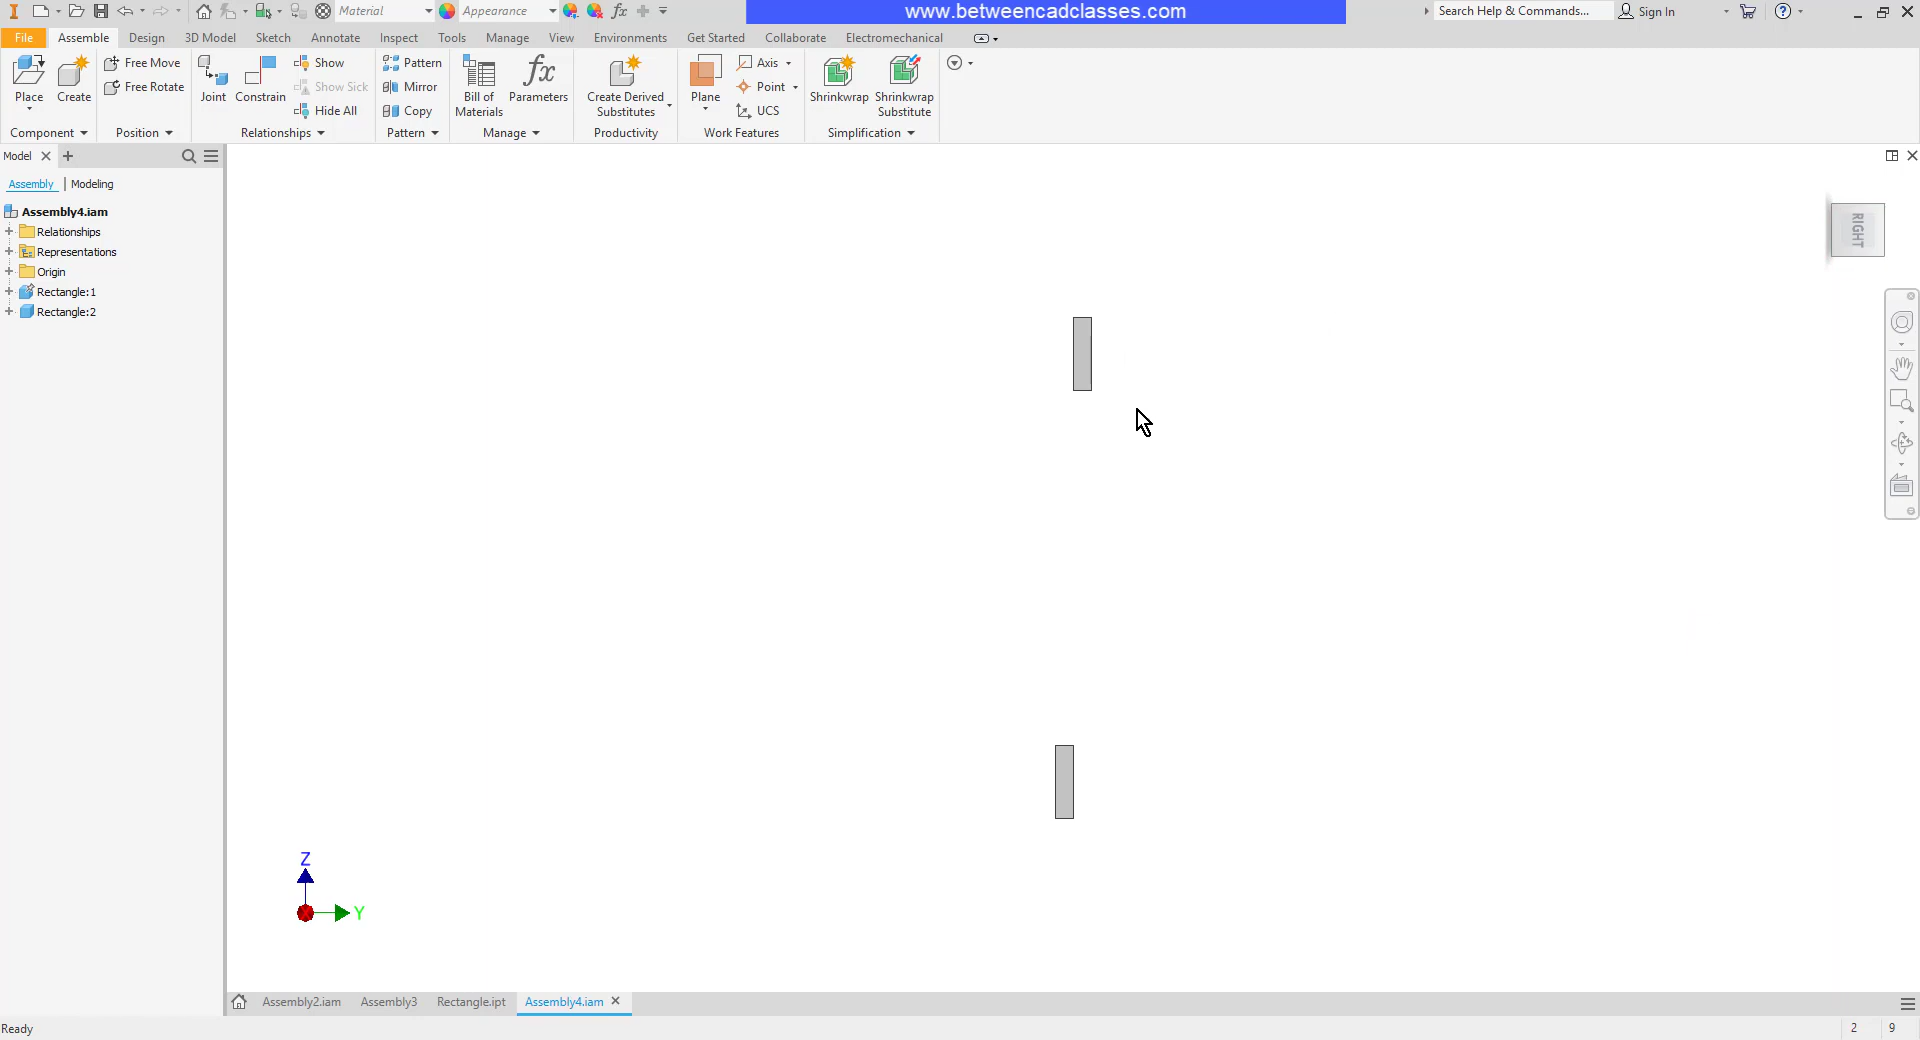 Material
Appearance
www.betweencadclasses.com
Search Help & Commands...
Sign In
File
Assemble
Design
3D Model
Sketch
Annotate
Inspect
Tools
Manage
View
Environments
Get Started
Collaborate
Electromechanical
Place
Create
Free Move
Free Rotate
Joint
Constrain
Show
Show Sick
Hide All
Pattern
Mirror
Copy
Bill of
Materials
fx
Parameters
Create Derived
Substitutes
Plane
Axis
Point
UCS
Shrinkwrap
Shrinkwrap
Substitute
Component
Position
Relationships
Pattern
Manage
Productivity
Work Features
Simplification
Model
Assembly
Modeling
Assembly4.iam
Relationships
Representations
Origin
Rectangle:1
Rectangle:2
RIGHT
Z
Y
Assembly2.iam
Assembly3
Rectangle.ipt
Assembly4.iam
Ready
2
9